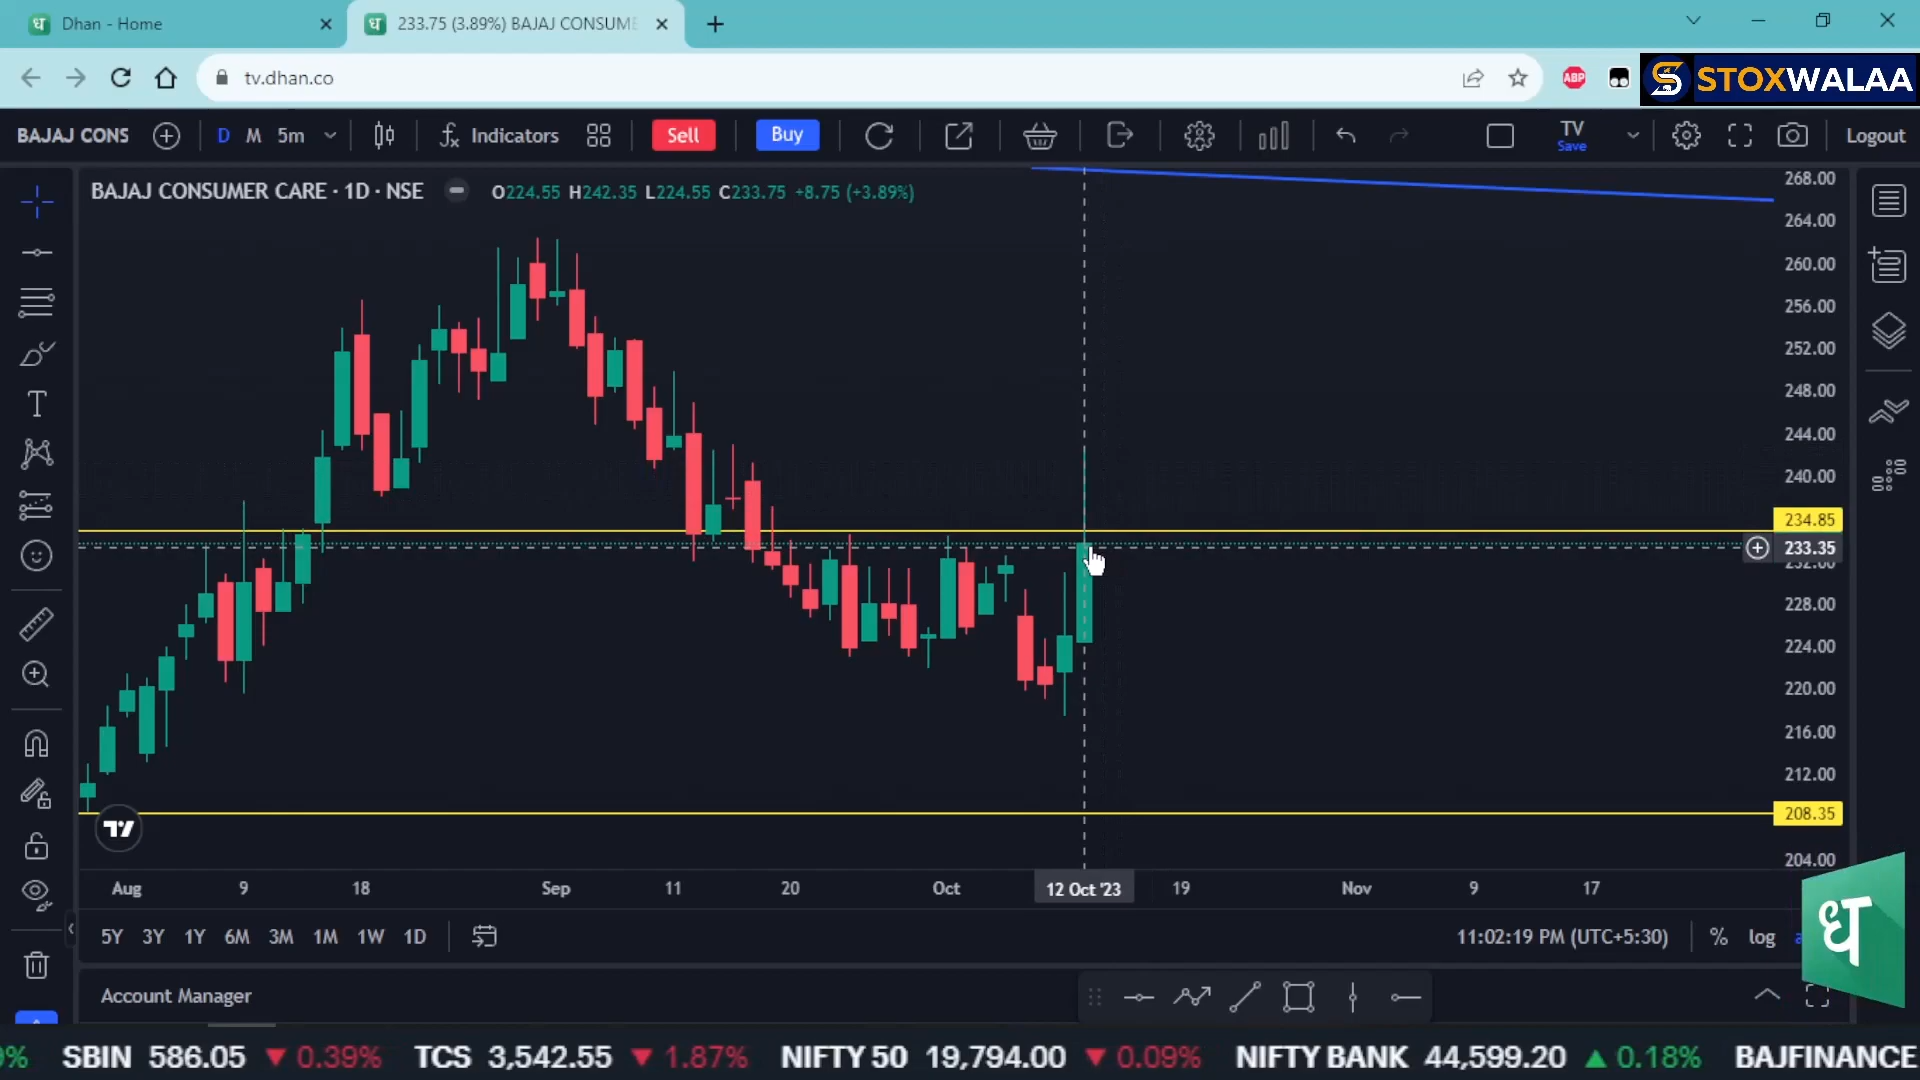 Dhan - Home
233.75 (3.89%) BAJAJ CONSUM
tv.dhan.co
ABP
STOXWALAA
BAJAJ CONS
D M 5m
Indicators
Sell
Buy
TV
Save
Logout
BAJAJ CONSUMER CARE · 1D · NSE
O224.55 H242.35 L224.55 C233.75 +8.75 (+3.89%)
268.00
264.00
260.00
256.00
252.00
248.00
244.00
240.00
234.85
233.35
232.00
228.00
224.00
220.00
216.00
212.00
208.35
204.00
Aug 9 18 Sep 11 20 Oct 12 Oct '23 19 Nov 9 17
5Y 3Y 1Y 6M 3M 1M 1W 1D
11:02:19 PM (UTC+5:30)
% log
ध
Account Manager
9% SBIN 586.05 ▼ 0.39% TCS 3,542.55 ▼ 1.87% NIFTY 50 19,794.00 ▼ 0.09% NIFTY BANK 44,599.20 ▲ 0.18% BAJFINANCE